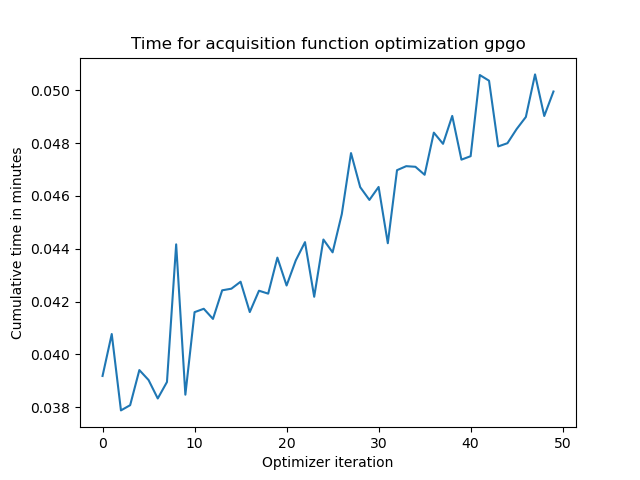 Time for acquisition function optimization gpgo
Cumulative time in minutes
0.050
0.048
0.046
0.044
0.042
0.040
0.038
0 10 20 30 40 50
Optimizer iteration